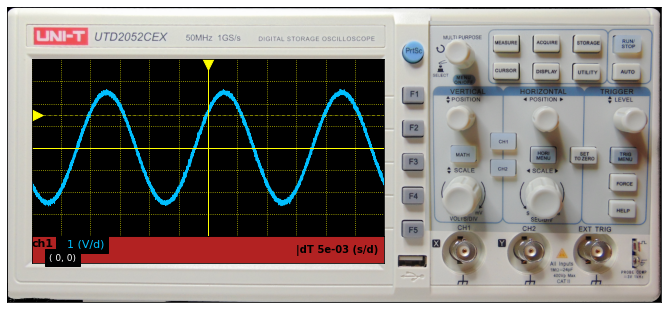 UNI-T UTD2052CEX 50MHz 1GS/s DIGITAL STORAGE OSCILLOSCOPE
MULTI PURPOSE
SELECT
PrtSc
MEASURE ACQUIRE STORAGE RUN/STOP
CURSOR DISPLAY UTILITY AUTO
F1
F2
F3
F4
F5
VERTICAL HORIZONTAL TRIGGER
POSITION ◄ POSITION ► LEVEL
CH1
MATH HORI MENU SET TO ZERO TRIG MENU
CH2
SCALE ◄ SCALE ► FORCE
HELP
VOLTS/DIV SEC/DIV
CH1 CH2 EXT TRIG
X Y
All Inputs
CAT II
ch1 1 (V/d) |dT 5e-03 (s/d)
( 0, 0)